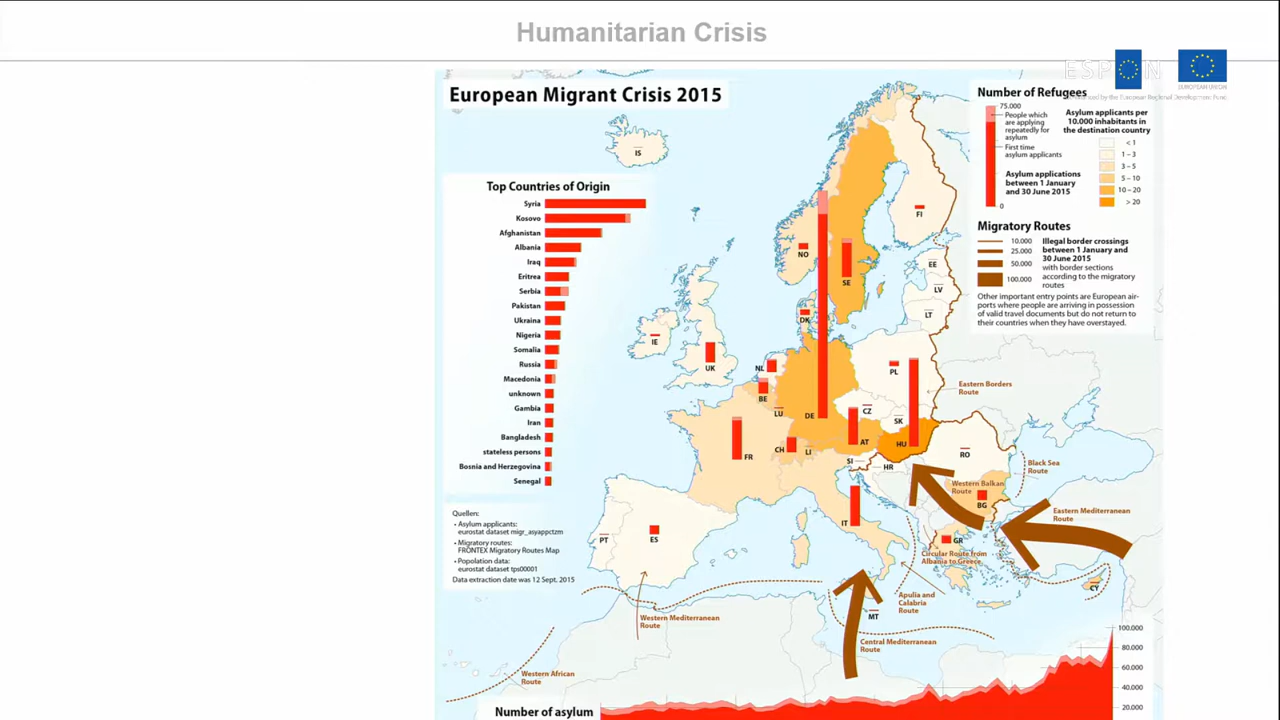 Humanitarian Crisis
ESPON
EUROPEAN UNION
European Migrant Crisis 2015
Top Countries of Origin
Syria
Kosovo
Afghanistan
Albania
Iraq
Eritrea
Serbia
Pakistan
Ukraina
Nigeria
Somalia
Russia
Macedonia
unknown
Gambia
Iran
Bangladesh
stateless persons
Bosnia and Herzegovina
Senegal
Quellen:
• Asylum applicants:
eurostat dataset migr_asyappctzm
• Migratory routes:
FRONTEX Migratory Routes Map
• Popolation data:
eurostat dataset tps00001
Data extraction date was 12 Sept, 2015
Number of Refugees
by the European Regional Development Fund
75.000
People which
are applying
repeatedly for
asylum
First time
asylum applicants
Asylum applications
between 1 January
and 30 June 2015
0
Asylum applicants per
10.000 inhabitants in
the destination country
< 1
1 – 3
3 – 5
5 – 10
10 – 20
> 20
Migratory Routes
10.000
25.000
50.000
100.000
Illegal border crossings
between 1 January and
30 June 2015
with border sections
according to the migratory
routes
Other important entry points are European air-
ports where people are arriving in possession
of valid travel documents but do not return to
their countries when they have overstayed.
IS
NO
SE
FI
EE
LV
LT
DK
IE
UK
NL
BE
LU
DE
PL
CZ
SK
AT
HU
FR
CH
LI
SI
HR
RO
BG
IT
GR
PT
ES
MT
CY
Eastern Borders
Route
Black Sea
Route
Western Balkan
Route
Eastern Mediterranean
Route
Circular Route from
Albania to Greece
Apulia and
Calabria
Route
Central Mediterranean
Route
Western Mediterranean
Route
Western African
Route
Number of asylum
100.000
80.000
60.000
40.000
20.000